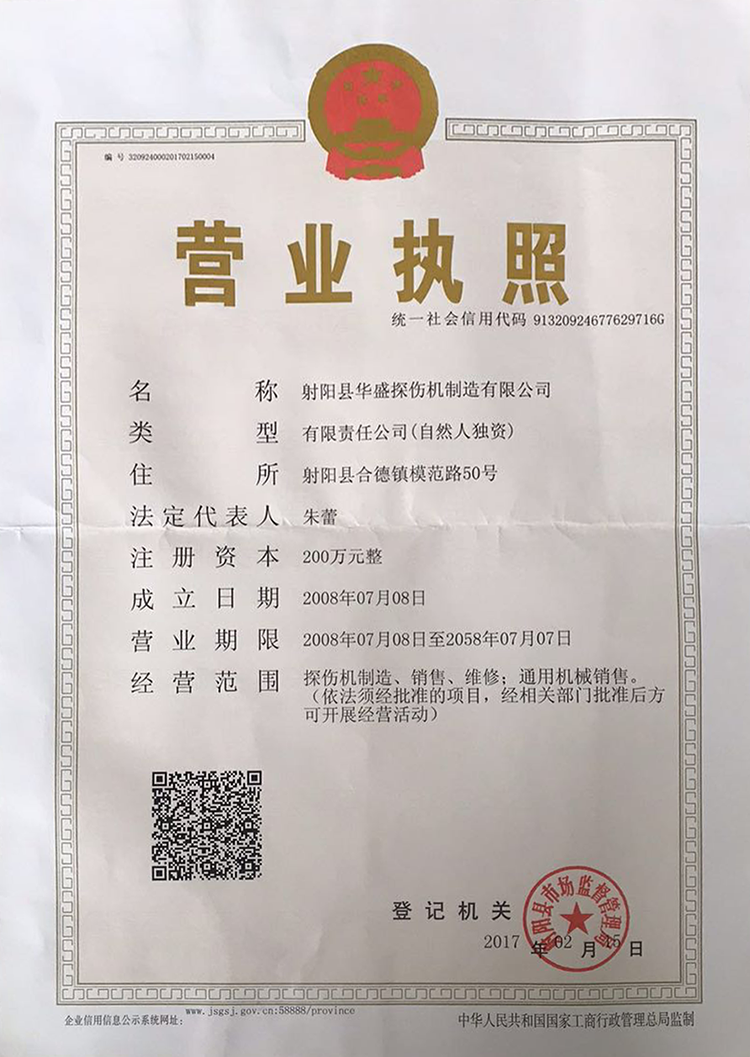 编 号 320924000201702150004
营业执照
统一社会信用代码 91320924677629716G
名称 射阳县华盛探伤机制造有限公司
类型 有限责任公司(自然人独资)
住所 射阳县合德镇模范路50号
法定代表人 朱蕾
注册资本 200万元整
成立日期 2008年07月08日
营业期限 2008年07月08日至2058年07月07日
经营范围 探伤机制造、销售、维修；通用机械销售。
（依法须经批准的项目，经相关部门批准后方
可开展经营活动）
登记机关
射阳县市场监督管理局
2017 年 02 月 15 日
企业信用信息公示系统网址： www.jsgsj.gov.cn:58888/province
中华人民共和国国家工商行政管理总局监制